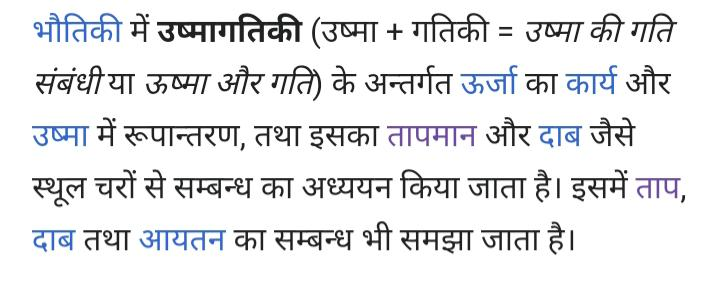 भौतिकी में उष्मागतिकी (उष्मा + गतिकी = उष्मा की गति
संबंधी या ऊष्मा और गति) के अन्तर्गत ऊर्जा का कार्य और
उष्मा में रूपान्तरण, तथा इसका तापमान और दाब जैसे
स्थूल चरों से सम्बन्ध का अध्ययन किया जाता है। इसमें ताप,
दाब तथा आयतन का सम्बन्ध भी समझा जाता है।